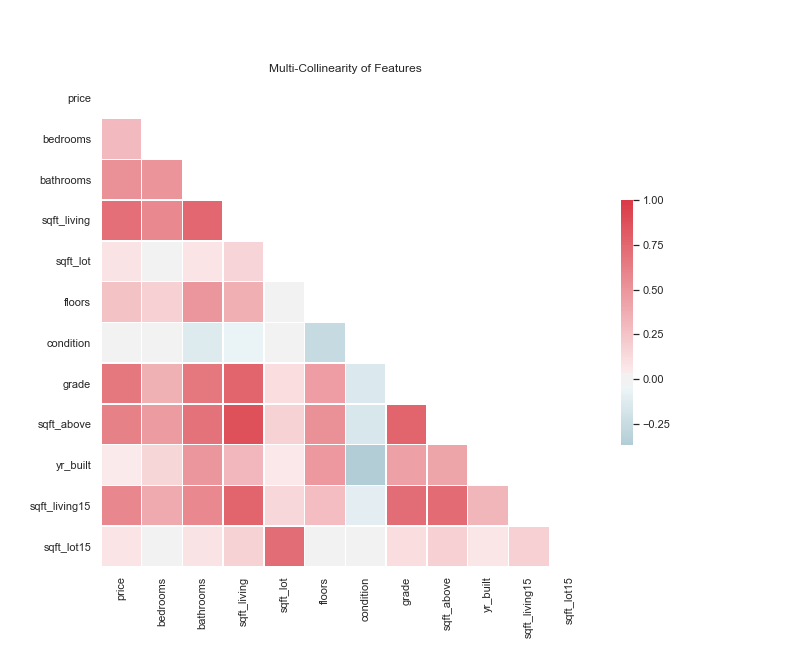 Multi-Collinearity of Features
price
bedrooms
bathrooms
sqft_living
sqft_lot
floors
condition
grade
sqft_above
yr_built
sqft_living15
sqft_lot15
price
bedrooms
bathrooms
sqft_living
sqft_lot
floors
condition
grade
sqft_above
yr_built
sqft_living15
sqft_lot15
1.00
0.75
0.50
0.25
0.00
−0.25